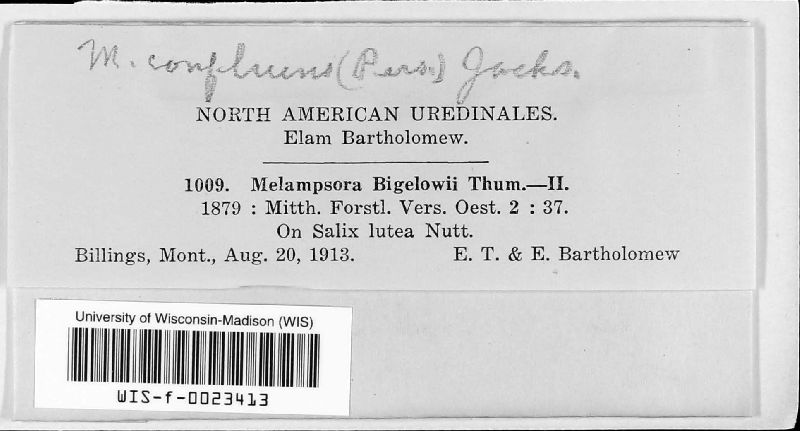 M. confluens (Pers.) Jacks.
NORTH AMERICAN UREDINALES.
Elam Bartholomew.
1009. Melampsora Bigelowii Thum.—II.
1879 : Mitth. Forstl. Vers. Oest. 2 : 37.
On Salix lutea Nutt.
Billings, Mont., Aug. 20, 1913. E. T. & E. Bartholomew
University of Wisconsin-Madison (WIS)
WIS-f-0023413